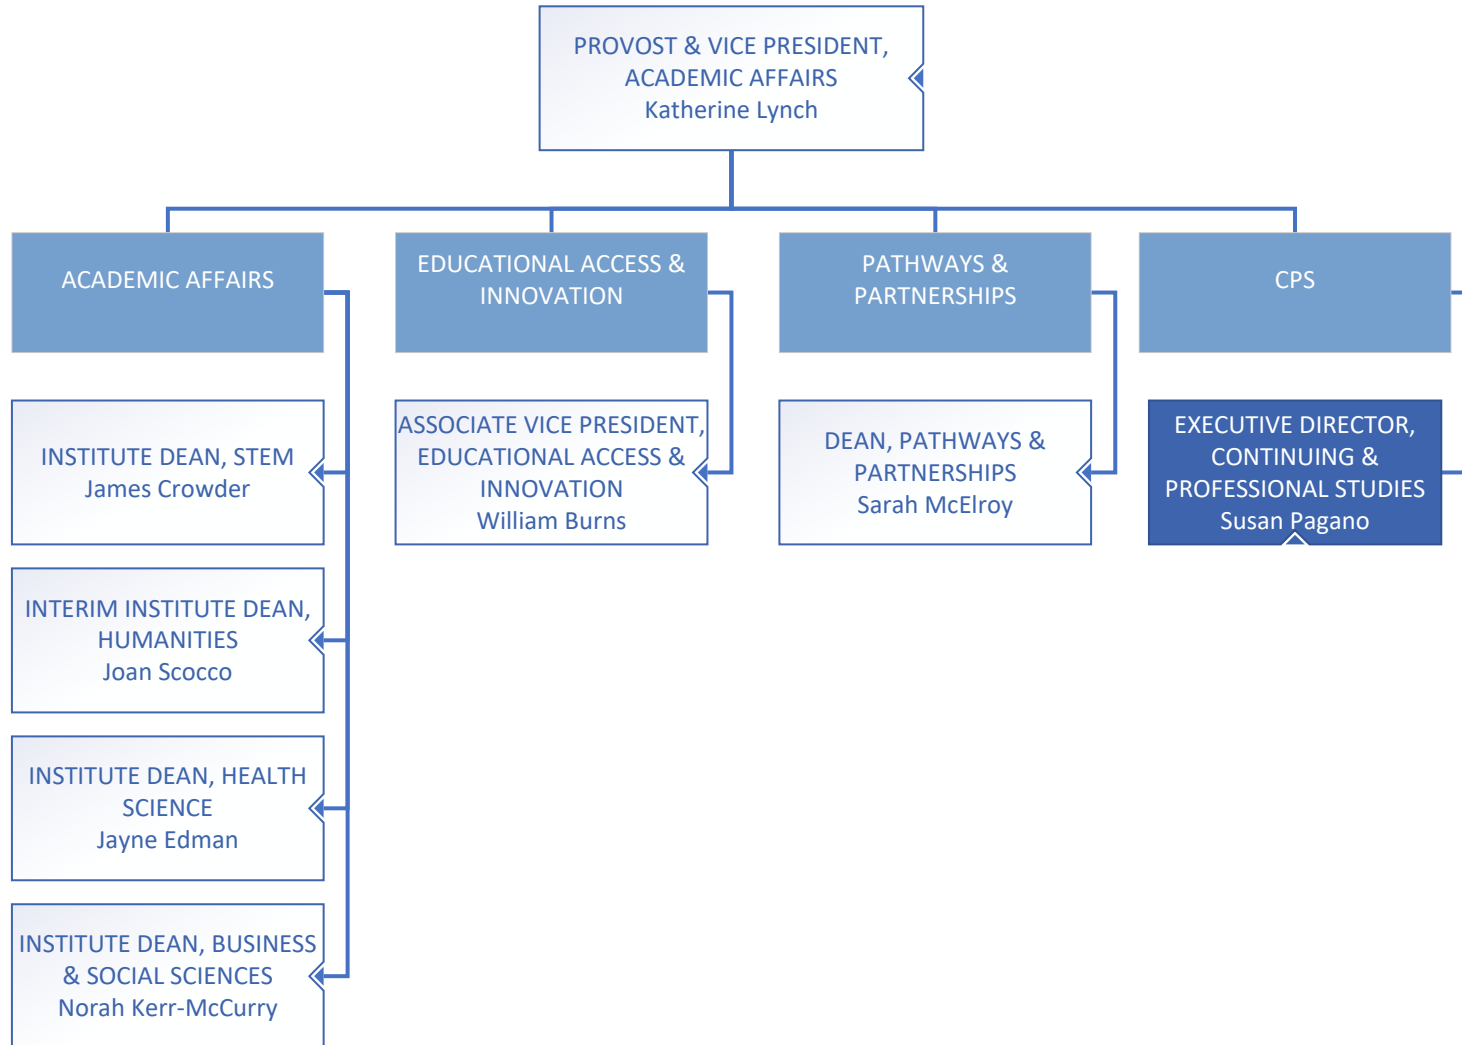 PROVOST & VICE PRESIDENT,
ACADEMIC AFFAIRS
Katherine Lynch
ACADEMIC AFFAIRS
EDUCATIONAL ACCESS &
INNOVATION
PATHWAYS &
PARTNERSHIPS
CPS
INSTITUTE DEAN, STEM
James Crowder
ASSOCIATE VICE PRESIDENT,
EDUCATIONAL ACCESS &
INNOVATION
William Burns
DEAN, PATHWAYS &
PARTNERSHIPS
Sarah McElroy
EXECUTIVE DIRECTOR,
CONTINUING &
PROFESSIONAL STUDIES
Susan Pagano
INTERIM INSTITUTE DEAN,
HUMANITIES
Joan Scocco
INSTITUTE DEAN, HEALTH
SCIENCE
Jayne Edman
INSTITUTE DEAN, BUSINESS
& SOCIAL SCIENCES
Norah Kerr-McCurry